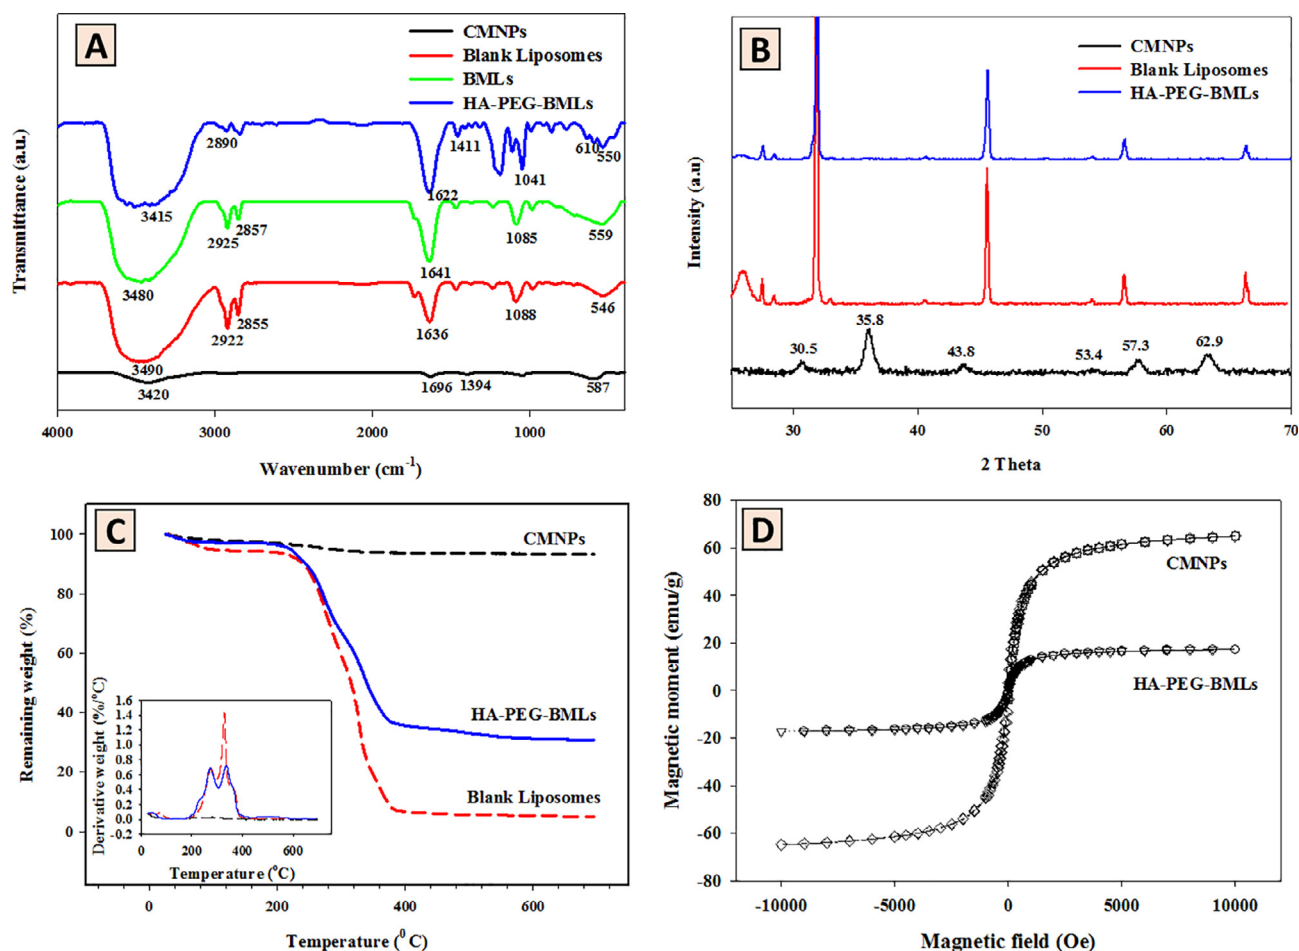 A
CMNPs
Blank Liposomes
BMLs
HA-PEG-BMLs
Transmittance (a.u.)
2890
1411
610
550
3415
1622
1041
2925
2857
1085
559
3480
1641
2922
2855
1636
1088
546
3490
3420
1696
1394
587
4000 3000 2000 1000
Wavenumber (cm-1)
B
CMNPs
Blank Liposomes
HA-PEG-BMLs
Intensity (a.u)
30.5
35.8
43.8
53.4
57.3
62.9
30 40 50 60 70
2 Theta
C
Remaining weight (%)
100
80
60
40
20
0
CMNPs
HA-PEG-BMLs
Blank Liposomes
Derivative weight (%/°C)
1.6
1.4
1.2
1.0
0.8
0.6
0.4
0.2
0.0
-0.2
0 200 400 600
Temperature (°C)
0 200 400 600
Temperature (0 C)
D
Magnetic moment (emu/g)
80
60
40
20
0
-20
-40
-60
-80
CMNPs
HA-PEG-BMLs
-10000 -5000 0 5000 10000
Magnetic field (Oe)